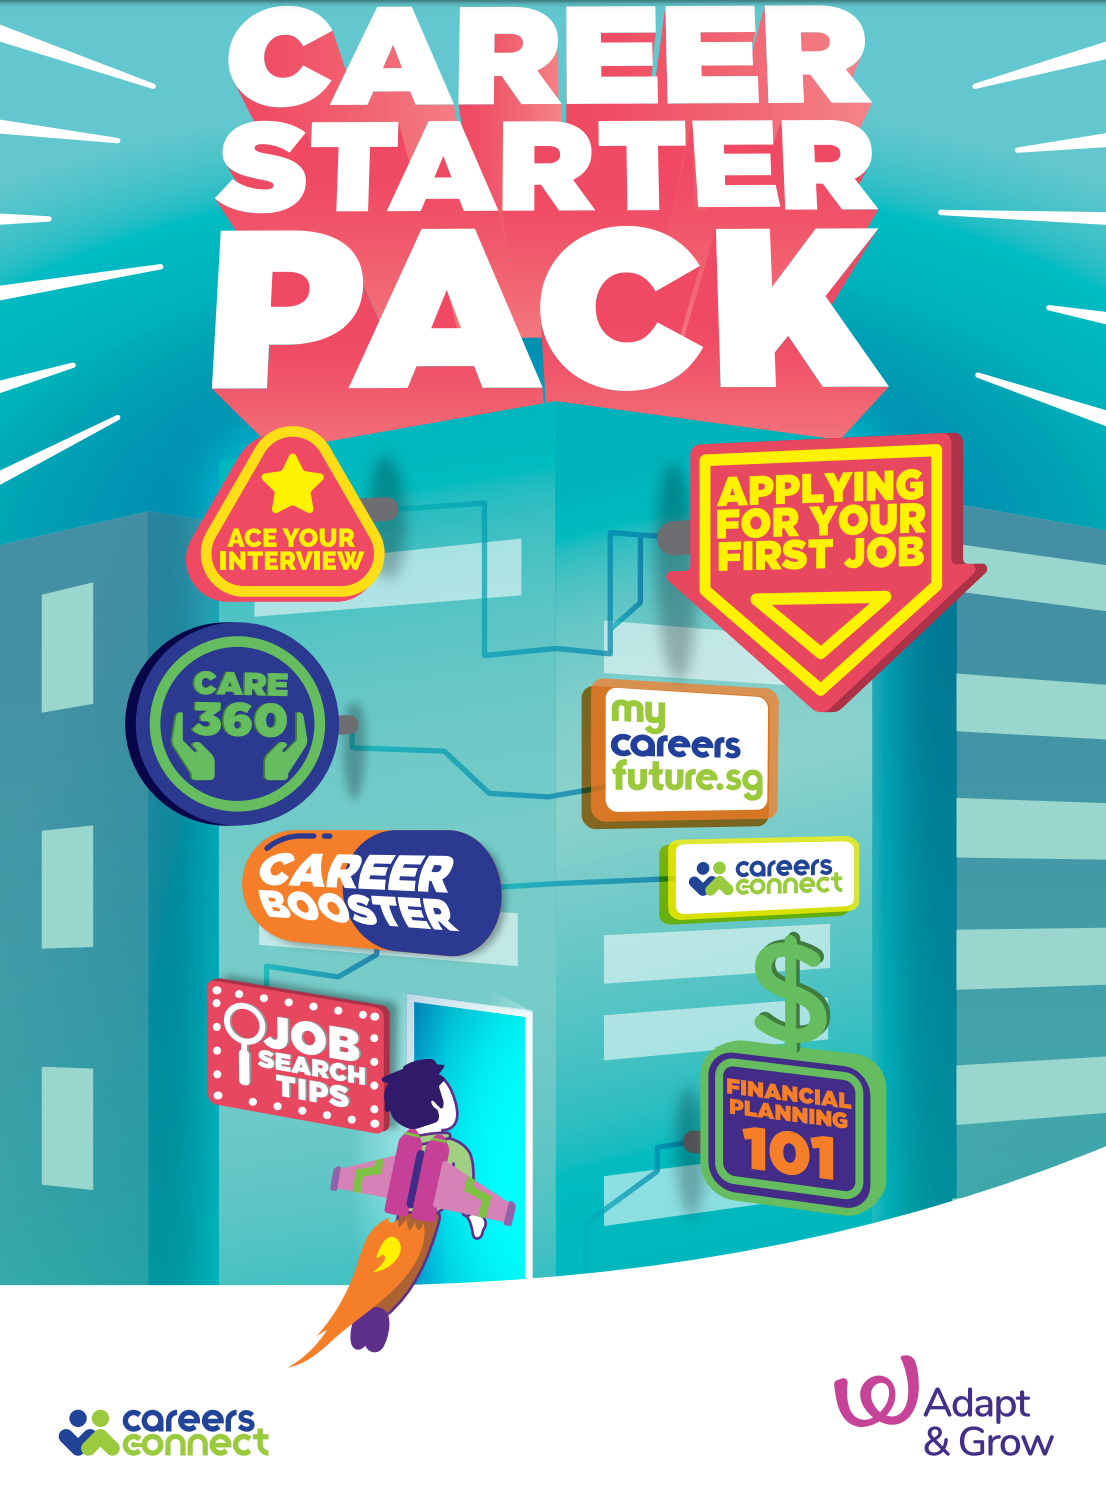 CAREER
STARTER
PACK
ACE YOUR
INTERVIEW
APPLYING
FOR YOUR
FIRST JOB
CARE
360
my
careers
future.sg
CAREER
BOOSTER
careers
connect
JOB
SEARCH
TIPS
$
FINANCIAL
PLANNING
101
careers
connect
Adapt
& Grow